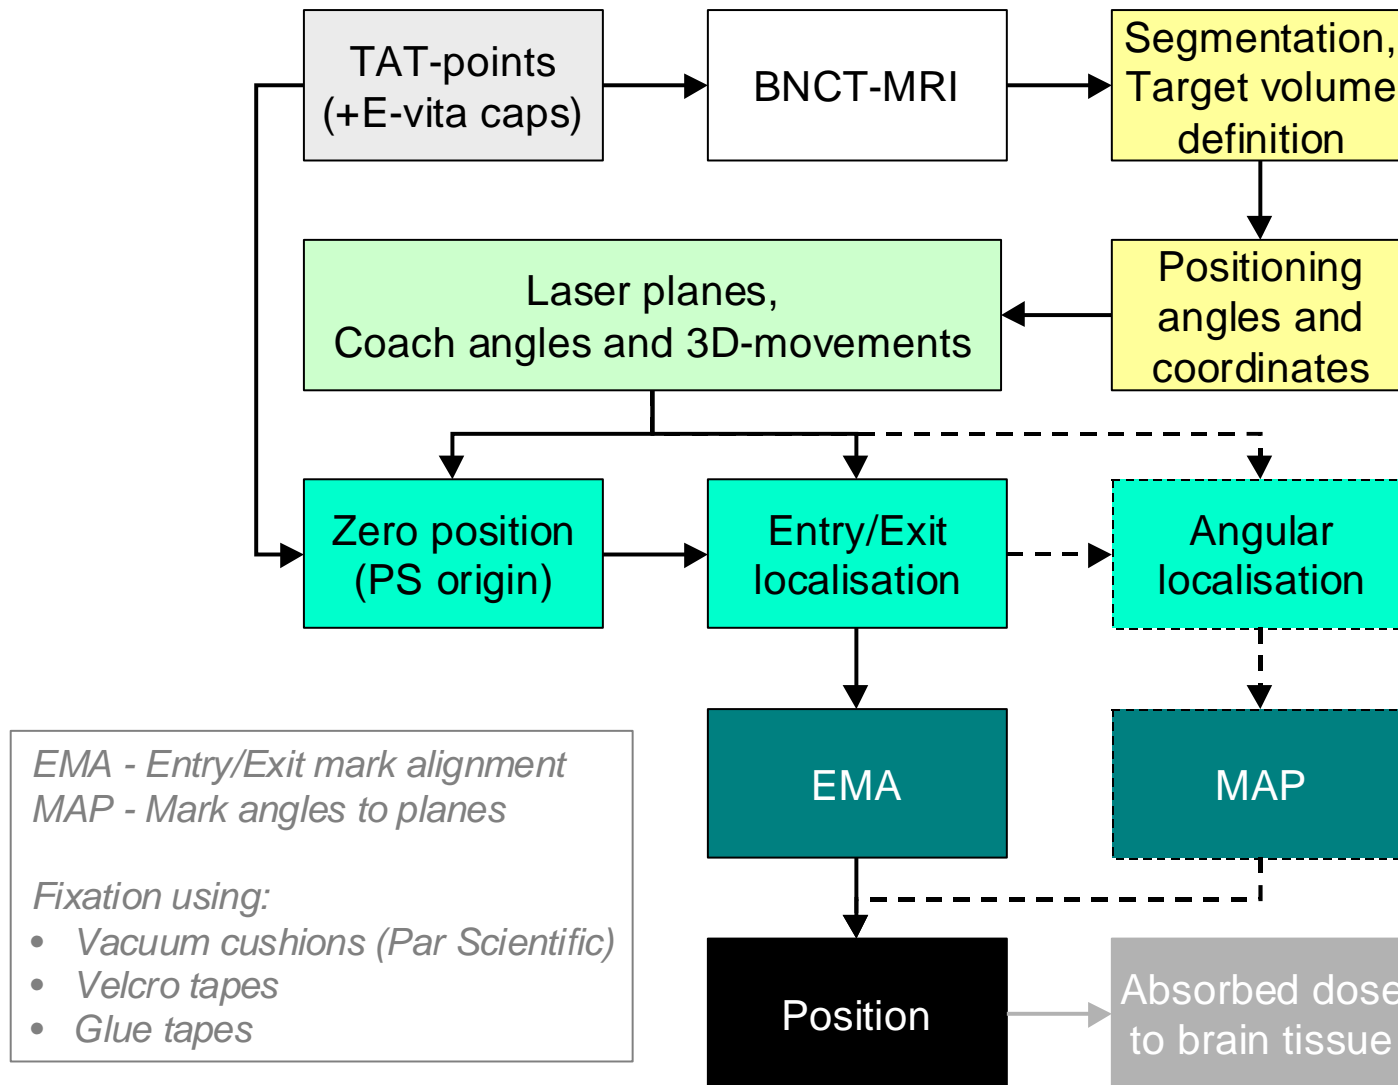 TAT-points
(+E-vita caps)
BNCT-MRI
Segmentation,
Target volume
definition
Laser planes,
Coach angles and 3D-movements
Positioning
angles and
coordinates
Zero position
(PS origin)
Entry/Exit
localisation
Angular
localisation
EMA - Entry/Exit mark alignment
MAP - Mark angles to planes
Fixation using:
• Vacuum cushions (Par Scientific)
• Velcro tapes
• Glue tapes
EMA
MAP
Position
Absorbed dose
to brain tissue